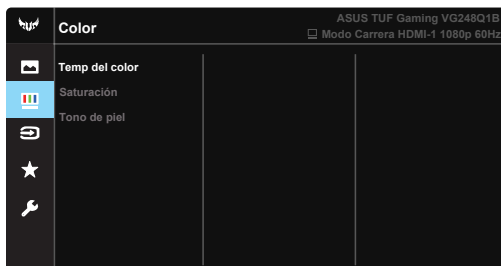 Color
ASUS TUF Gaming VG248Q1B
Modo Carrera HDMI-1 1080p 60Hz
Temp del color
Saturación
Tono de piel